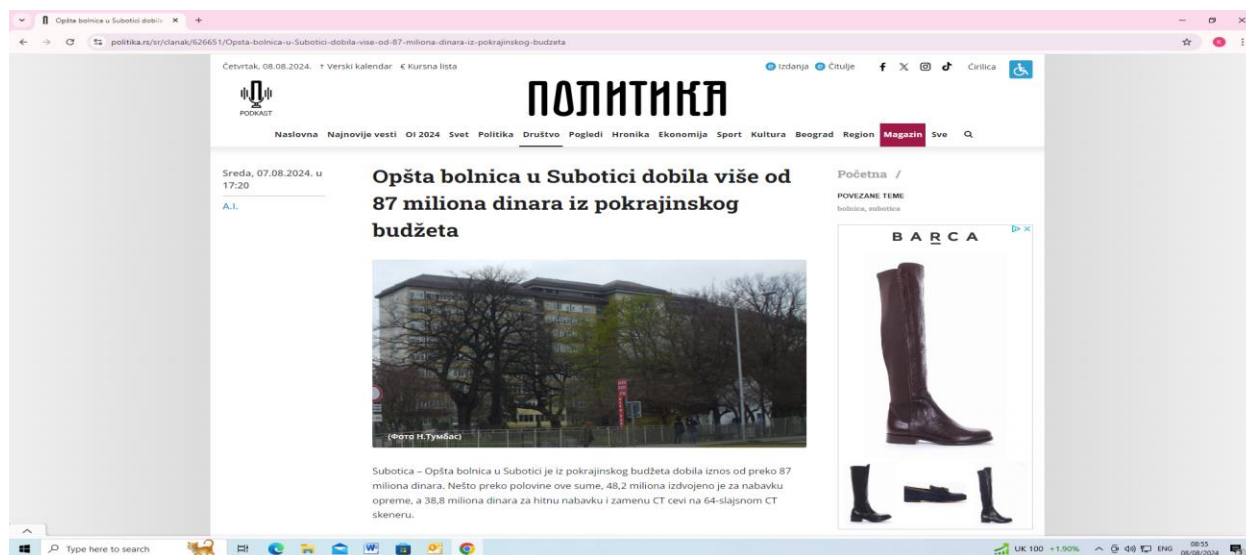 Opšta bolnica u Subotici dobila
politika.rs/sr/clanak/626651/Opsta-bolnica-u-Subotici-dobila-vise-od-87-miliona-dinara-iz-pokrajinskog-budzeta
Četvrtak, 08.08.2024. † Verski kalendar € Kursna lista
Izdanja Čitulje Ćirilica
PODKAST
ПОЛИТИКА
Naslovna Najnovije vesti OI 2024 Svet Politika Društvo Pogledi Hronika Ekonomija Sport Kultura Beograd Region Magazin Sve
Sreda, 07.08.2024. u
17:20
A.I.
Opšta bolnica u Subotici dobila više od
87 miliona dinara iz pokrajinskog
budžeta
(Фото Н.Тумбас)
Subotica – Opšta bolnica u Subotici je iz pokrajinskog budžeta dobila iznos od preko 87
miliona dinara. Nešto preko polovine ove sume, 48,2 miliona izdvojeno je za nabavku
opreme, a 38,8 miliona dinara za hitnu nabavku i zamenu CT cevi na 64-slajsnom CT
skeneru.
Početna /
POVEZANE TEME
bolnica, subotica
BARCA
Type here to search
UK 100 +1.90% ENG
08:55
08/08/2024